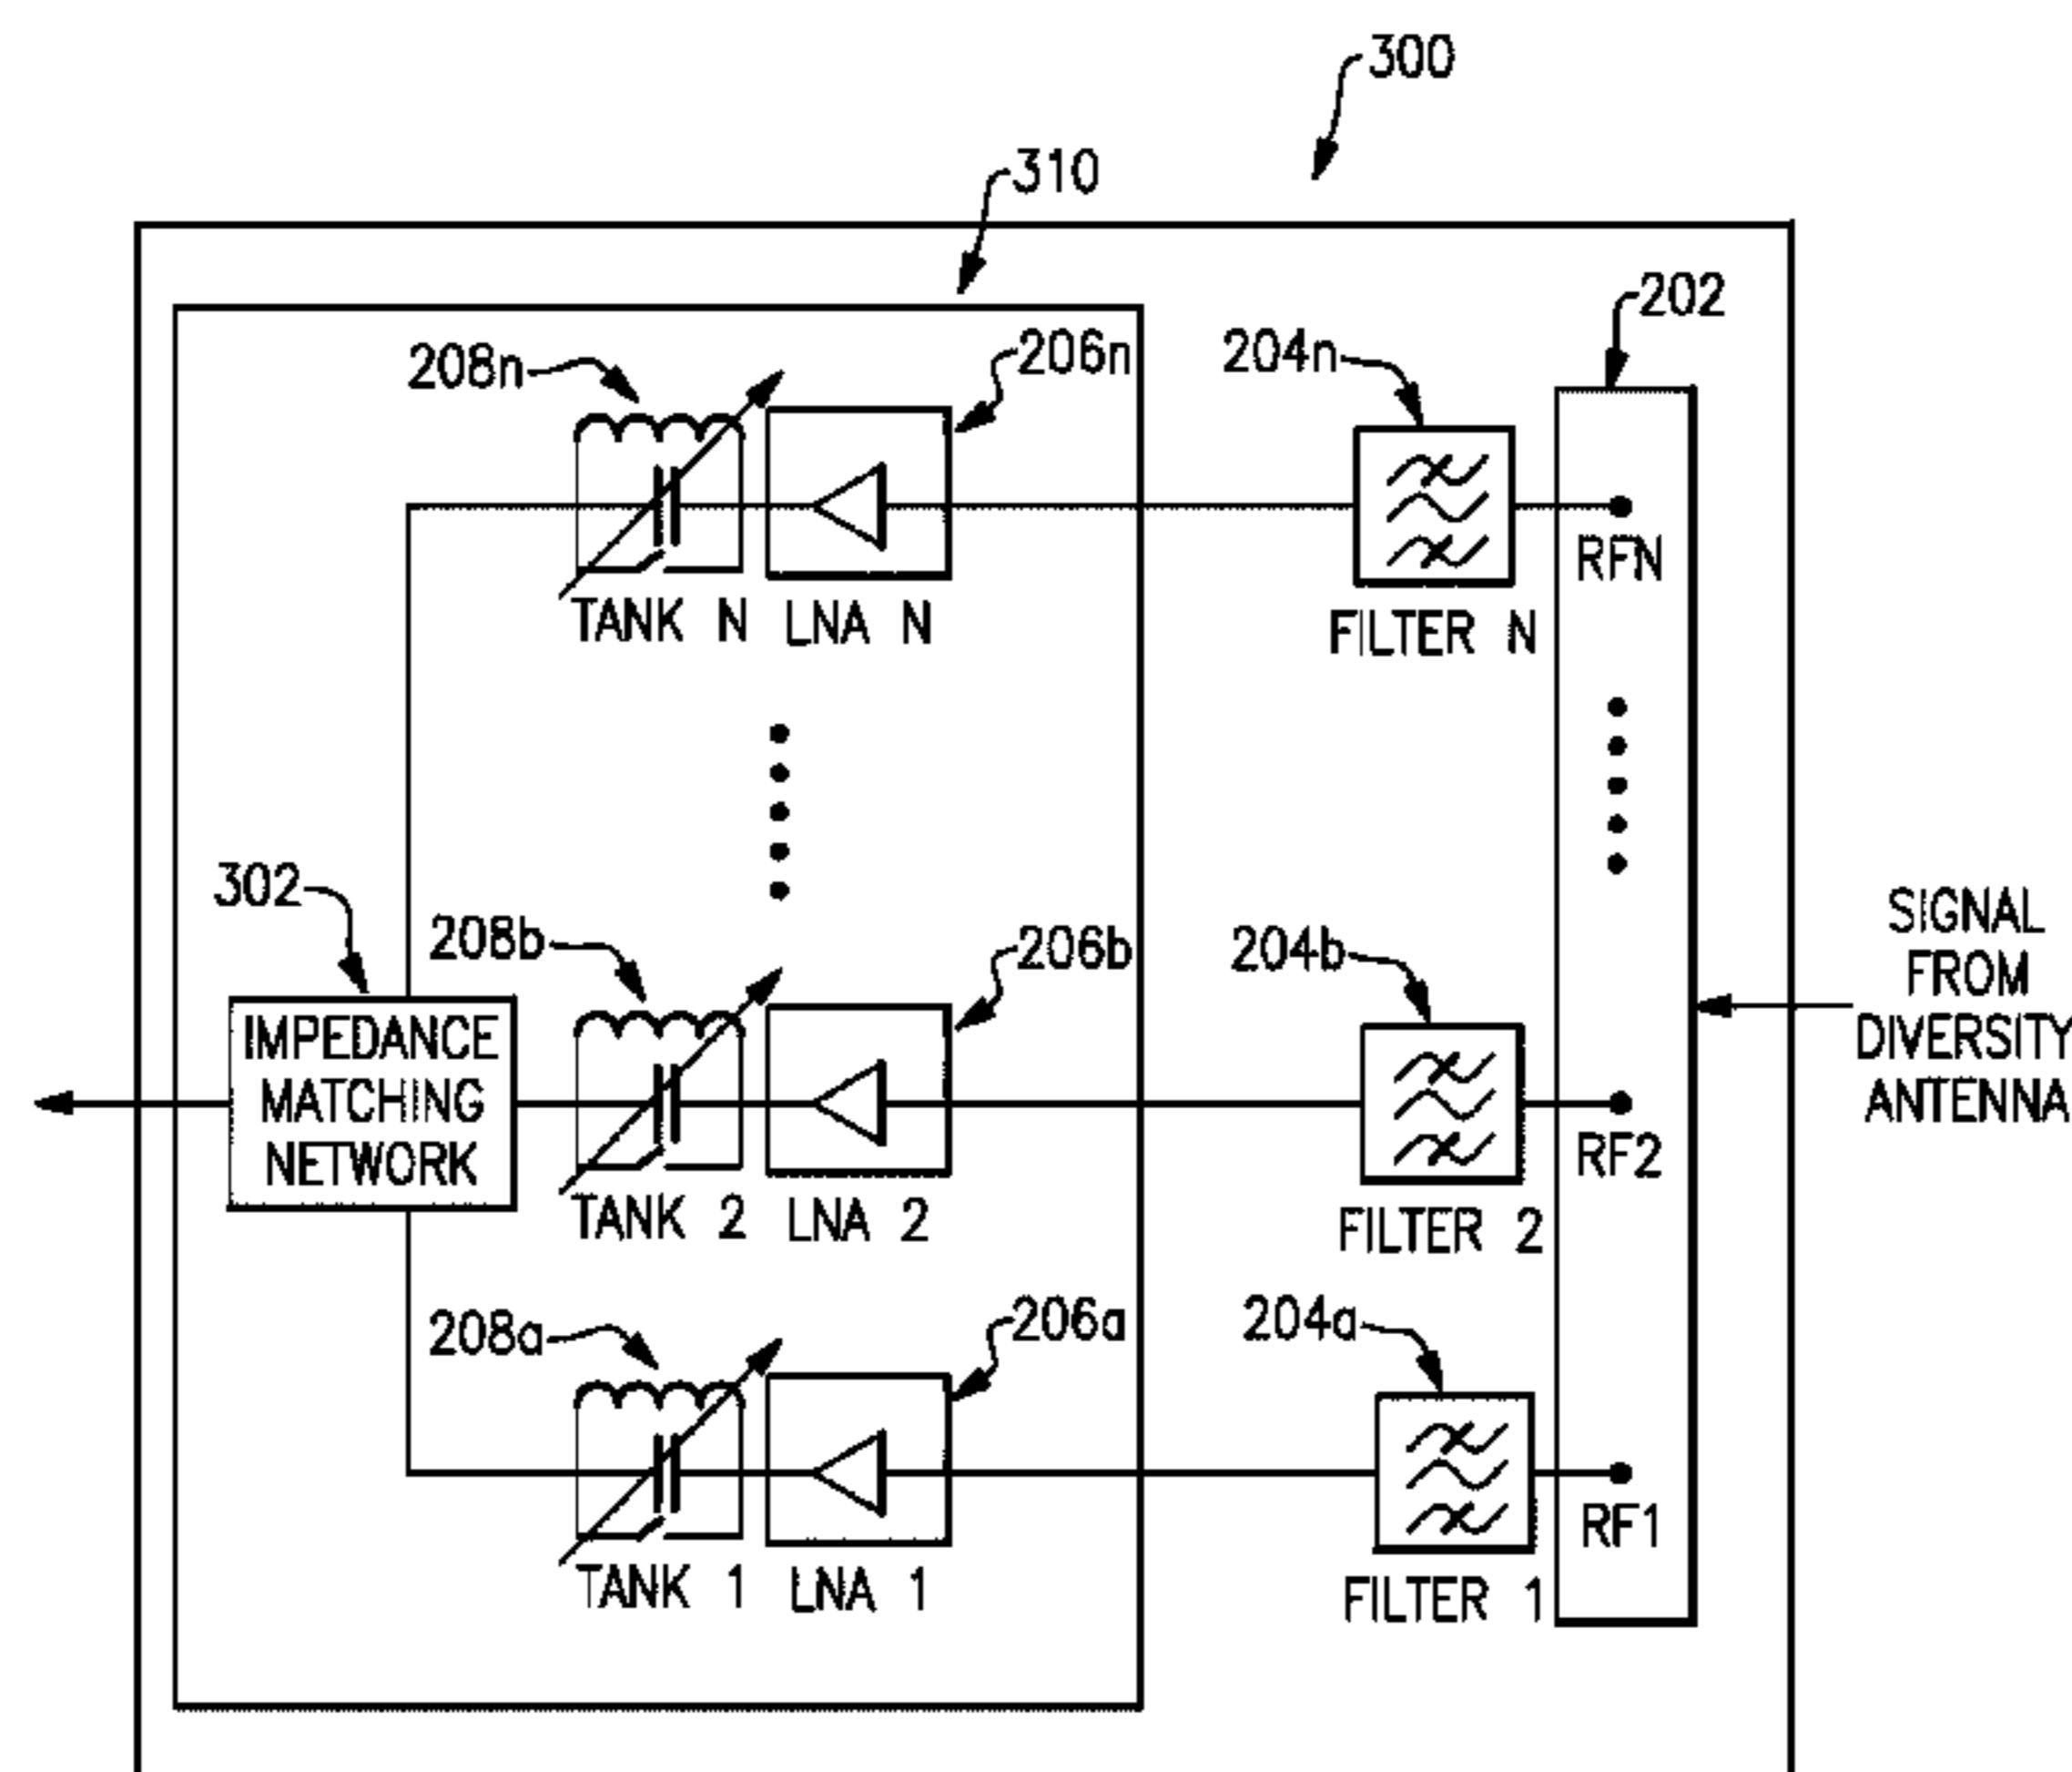 300
310
202
208n
206n
204n
RFN
TANK N
LNA N
FILTER N
302
208b
206b
204b
SIGNAL
FROM
DIVERSITY
ANTENNA
IMPEDANCE
MATCHING
NETWORK
RF2
TANK 2
LNA 2
FILTER 2
208a
206a
204a
RF1
TANK 1
LNA 1
FILTER 1